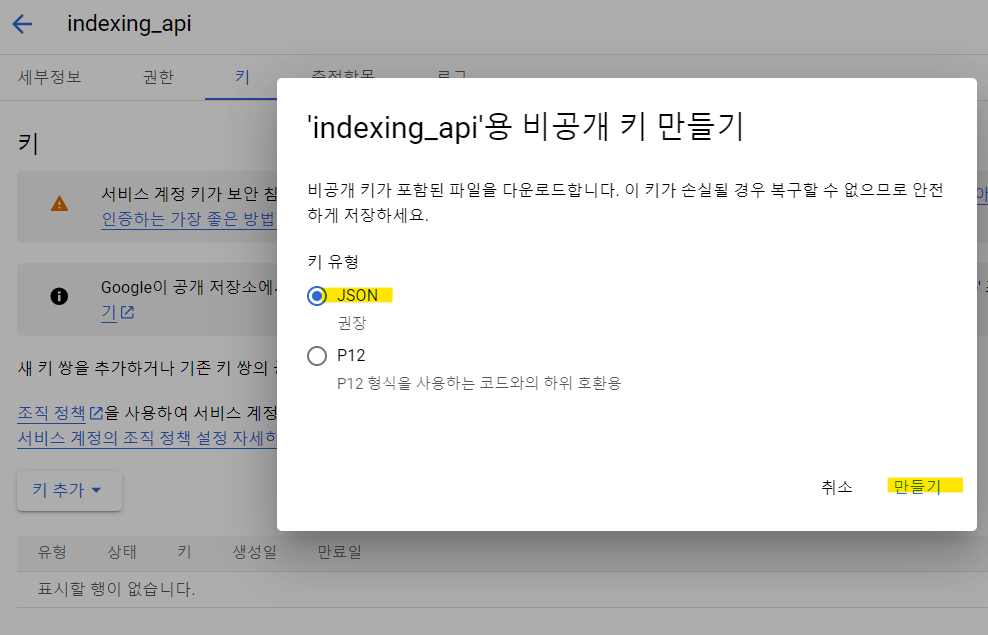 indexing_api
세부정보 권한 키 측정항목 로그
키
서비스 계정 키가 보안 침
인증하는 가장 좋은 방법
Google이 공개 저장소에서
기
새 키 쌍을 추가하거나 기존 키 쌍의
조직 정책을 사용하여 서비스 계정
서비스 계정의 조직 정책 설정 자세히
키 추가
유형 상태 키 생성일 만료일
표시할 행이 없습니다.
'indexing_api'용 비공개 키 만들기
비공개 키가 포함된 파일을 다운로드합니다. 이 키가 손실될 경우 복구할 수 없으므로 안전
하게 저장하세요.
키 유형
JSON
권장
P12
P12 형식을 사용하는 코드와의 하위 호환용
취소 만들기